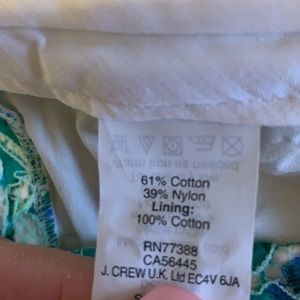 61% Cotton
39% Nylon
Lining:
100% Cotton
RN77388
CA56445
J. CREW U.K. Ltd EC4V 6JA